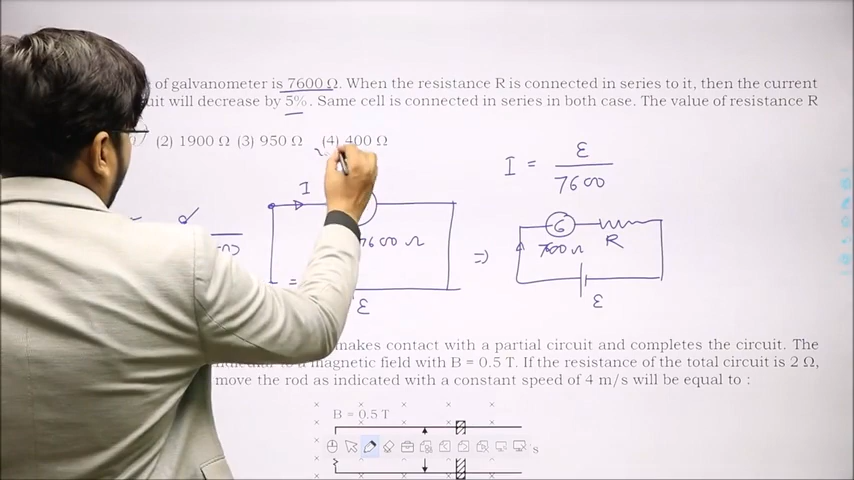 of galvanometer is 7600 Ω. When the resistance R is connected in series to it, then the current
will decrease by 5%. Same cell is connected in series in both case. The value of resistance R
(2) 1900 Ω (3) 950 Ω (4) 400 Ω
I = ε / 7600
I
7600 Ω
ε
⇒
G
7600 Ω
R
ε
makes contact with a partial circuit and completes the circuit. The
magnetic field with B = 0.5 T. If the resistance of the total circuit is 2 Ω,
move the rod as indicated with a constant speed of 4 m/s will be equal to :
B = 0.5 T